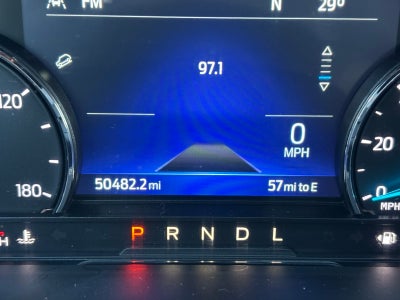 FM N 29°
97.1
120
0
MPH
20
180
50482.2 mi
57 mi to E
0
MPH
H
P R N D L